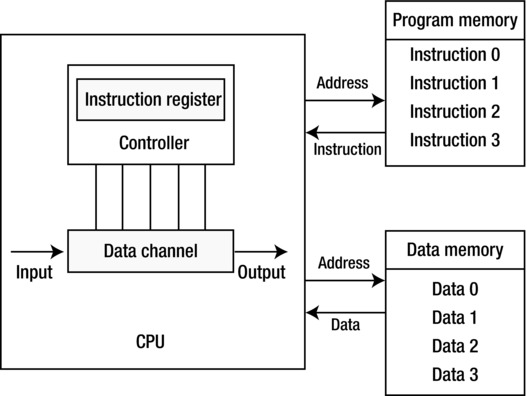 Program memory
Instruction 0
Instruction 1
Instruction 2
Instruction 3
Address
Instruction
Instruction register
Controller
Data channel
Input
Output
CPU
Address
Data
Data memory
Data 0
Data 1
Data 2
Data 3